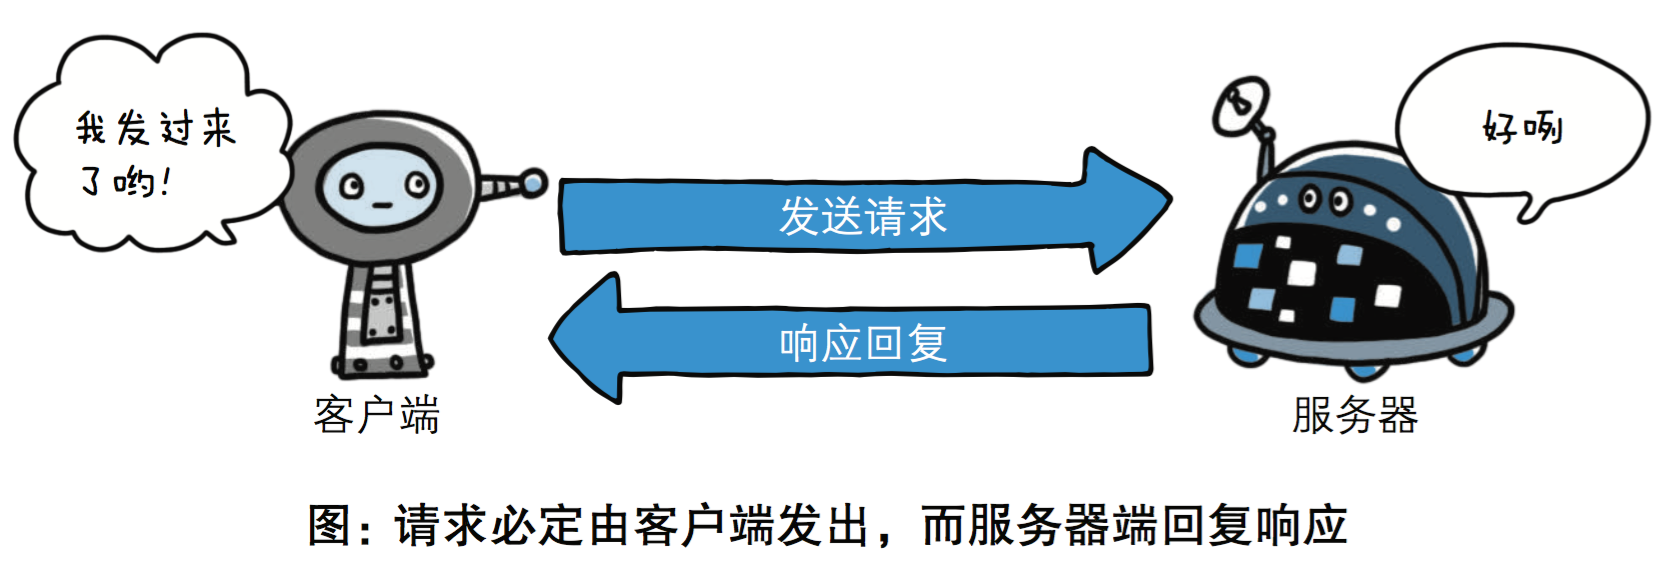 我发过来
了哟！
好咧
发送请求
响应回复
客户端
服务器
图：请求必定由客户端发出，而服务器端回复响应